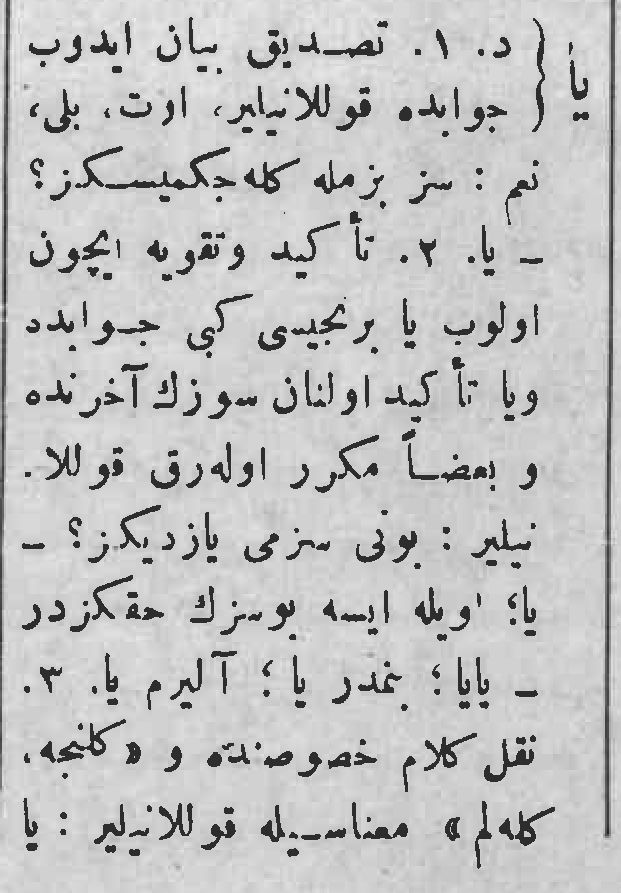 يا { د. ١. تصديق بيان ايدوب
جوابده قوللانيلير، اوت، بلى،
نعم : سز بزمله كله جكميسكز؟
ـ يا. ٢. تأكيد وتقويه ايچون
اولوب يا برنجيسى كبى جوابده
ويا تأكيد اولنان سوزك آخرنده
و بعضاً مكرر اوله‌رق قوللا.
نيلير : بونى سزمى يازديكز؟ ـ
يا؛ اويله ايسه بوسزك حقكزدر
ـ يايا؛ بندر يا؛ آليرم يا. ٣.
نقل كلام خصوصنده و «كلنجه،
كله‌لم» معناسيله قوللانيلير : يا